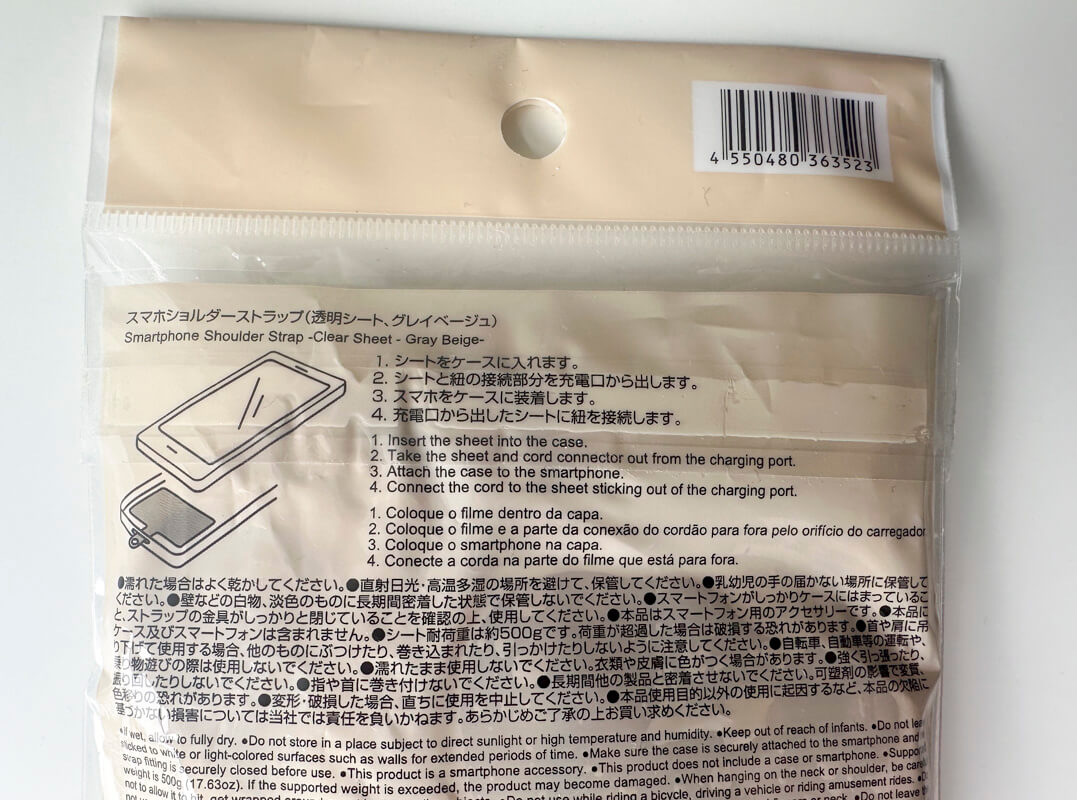 4 550480 363523
スマホショルダーストラップ(透明シート、グレイベージュ)
Smartphone Shoulder Strap -Clear Sheet - Gray Beige-
1. シートをケースに入れます。
2. シートと紐の接続部分を充電口から出します。
3. スマホをケースに装着します。
4. 充電口から出したシートに紐を接続します。
1. Insert the sheet into the case.
2. Take the sheet and cord connector out from the charging port.
3. Attach the case to the smartphone.
4. Connect the cord to the sheet sticking out of the charging port.
1. Coloque o filme dentro da capa.
2. Coloque o filme e a parte da conexão do cordão para fora pelo orifício do carregador
3. Coloque o smartphone na capa.
4. Conecte a corda na parte do filme que está para fora.
●濡れた場合はよく乾かしてください。●直射日光・高温多湿の場所を避けて、保管してください。●乳幼児の手の届かない場所に保管して
ください。●壁などの白物、淡色のものに長期間密着した状態で保管しないでください。●スマートフォンがしっかりケースにはまっているこ
と、ストラップの金具がしっかりと閉じていることを確認の上、使用してください。●本品はスマートフォン用のアクセサリーです。●本品に
ケース及びスマートフォンは含まれません。●シート耐荷重は約500gです。荷重が超過した場合は破損する恐れがあります。●首や肩に吊
り下げて使用する場合、他のものにぶつけたり、巻き込まれたり、引っかけたりしないように注意してください。●自転車、自動車等の運転や、
乗り物遊びの際は使用しないでください。●濡れたまま使用しないでください。衣類や皮膚に色がつく場合があります。●強く引っ張ったり、
振り回したりしないでください。●指や首に巻き付けないでください。●長期間他の製品と密着させないでください。可塑剤の影響で変質、
色移りの恐れがあります。●変形・破損した場合、直ちに使用を中止してください。●本品使用目的以外の使用に起因するなど、本品の欠陥に
基づかない損害については当社では責任を負いかねます。あらかじめご了承の上お買い求めください。
●If wet, allow to fully dry. ●Do not store in a place subject to direct sunlight or high temperature and humidity. ●Keep out of reach of infants. ●Do not
sticked to white or light-colored surfaces such as walls for extended periods of time. ●Make sure the case is securely attached to the smartphone and
strap fitting is securely closed before use. ●This product is a smartphone accessory. ●This product does not include a case or smartphone.
weight is 500g (17.63oz). If the supported weight is exceeded, the product may become damaged. ●When hanging on the neck or shoulder, be
not to allow it to hit, get wrapped ●Do not use while riding a bicycle, driving a vehicle or riding amusement rides.